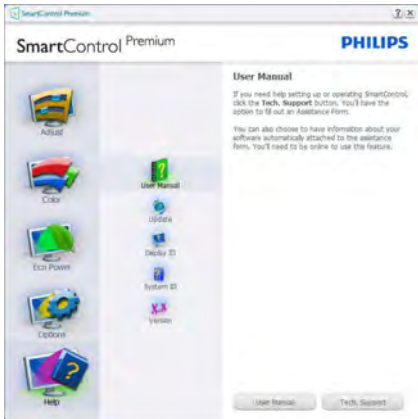 SmartControl Premium
? X
SmartControl Premium
PHILIPS
Adjust
Color
Eco Power
Options
Help
User Manual
Update
Display ID
System ID
Version
User Manual
If you need help setting up or operating SmartControl,
click the Tech. Support button. You'll have the
option to fill out an Assistance Form.
You can also choose to have information about your
software automatically attached to the assistance
form. You'll need to be online to use the feature.
User Manual
Tech. Support